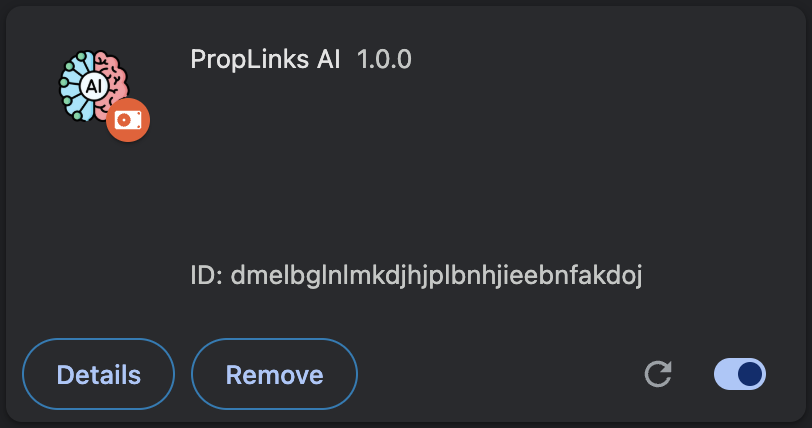 PropLinks AI 1.0.0
AI
ID: dmelbglnlmkdjhjplbnhjieebnfakdoj
Details
Remove